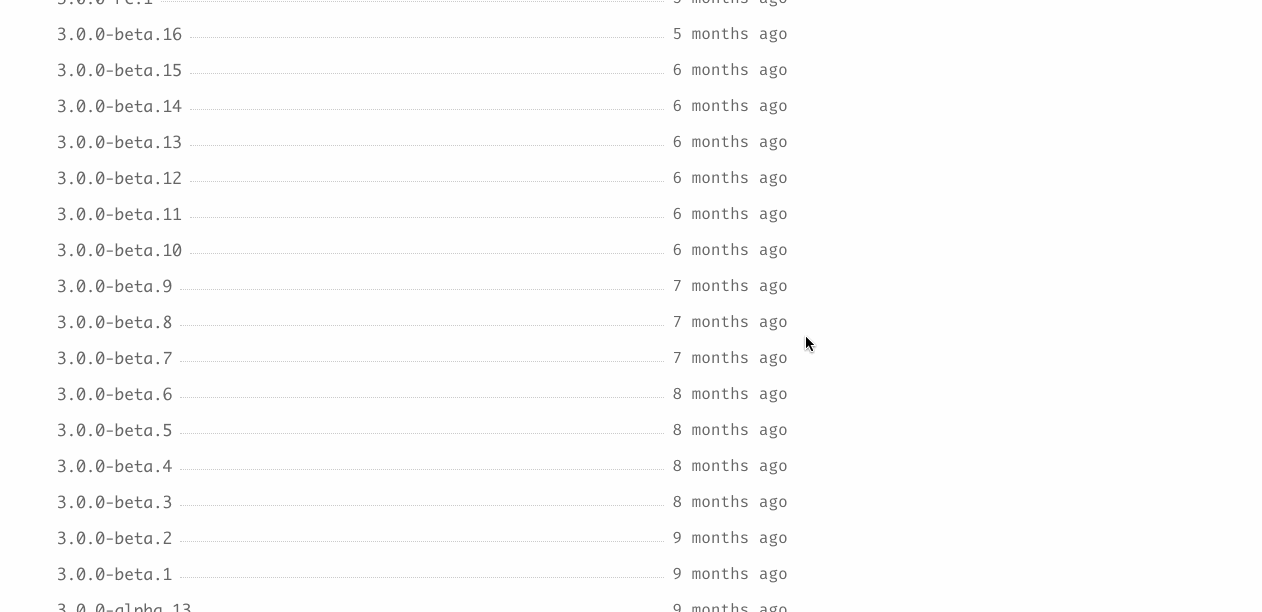 3.0.0-rc.1 5 months ago
3.0.0-beta.16 5 months ago
3.0.0-beta.15 6 months ago
3.0.0-beta.14 6 months ago
3.0.0-beta.13 6 months ago
3.0.0-beta.12 6 months ago
3.0.0-beta.11 6 months ago
3.0.0-beta.10 6 months ago
3.0.0-beta.9 7 months ago
3.0.0-beta.8 7 months ago
3.0.0-beta.7 7 months ago
3.0.0-beta.6 8 months ago
3.0.0-beta.5 8 months ago
3.0.0-beta.4 8 months ago
3.0.0-beta.3 8 months ago
3.0.0-beta.2 9 months ago
3.0.0-beta.1 9 months ago
3.0.0-alpha.13 9 months ago